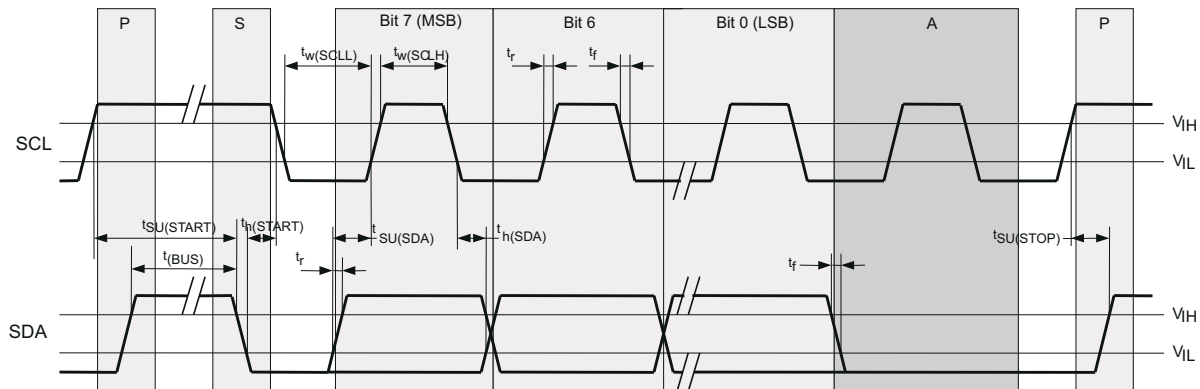 P S Bit 7 (MSB) Bit 6 Bit 0 (LSB) A P
tw(SCLL) tw(SCLH) tr tf
SCL
VIH
VIL
tSU(START) th(START) tSU(SDA) th(SDA) tSU(STOP)
t(BUS) tr tf
SDA
VIH
VIL